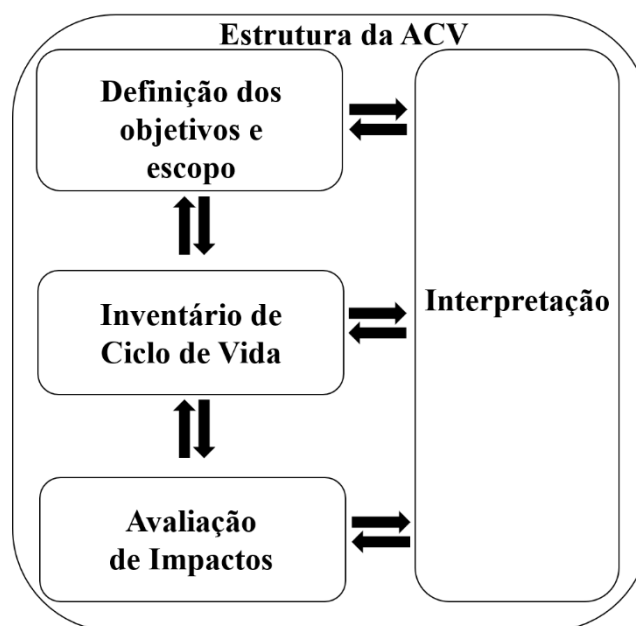 Estrutura da ACV
Definição dos
objetivos e
escopo
Inventário de
Ciclo de Vida
Interpretação
Avaliação
de Impactos